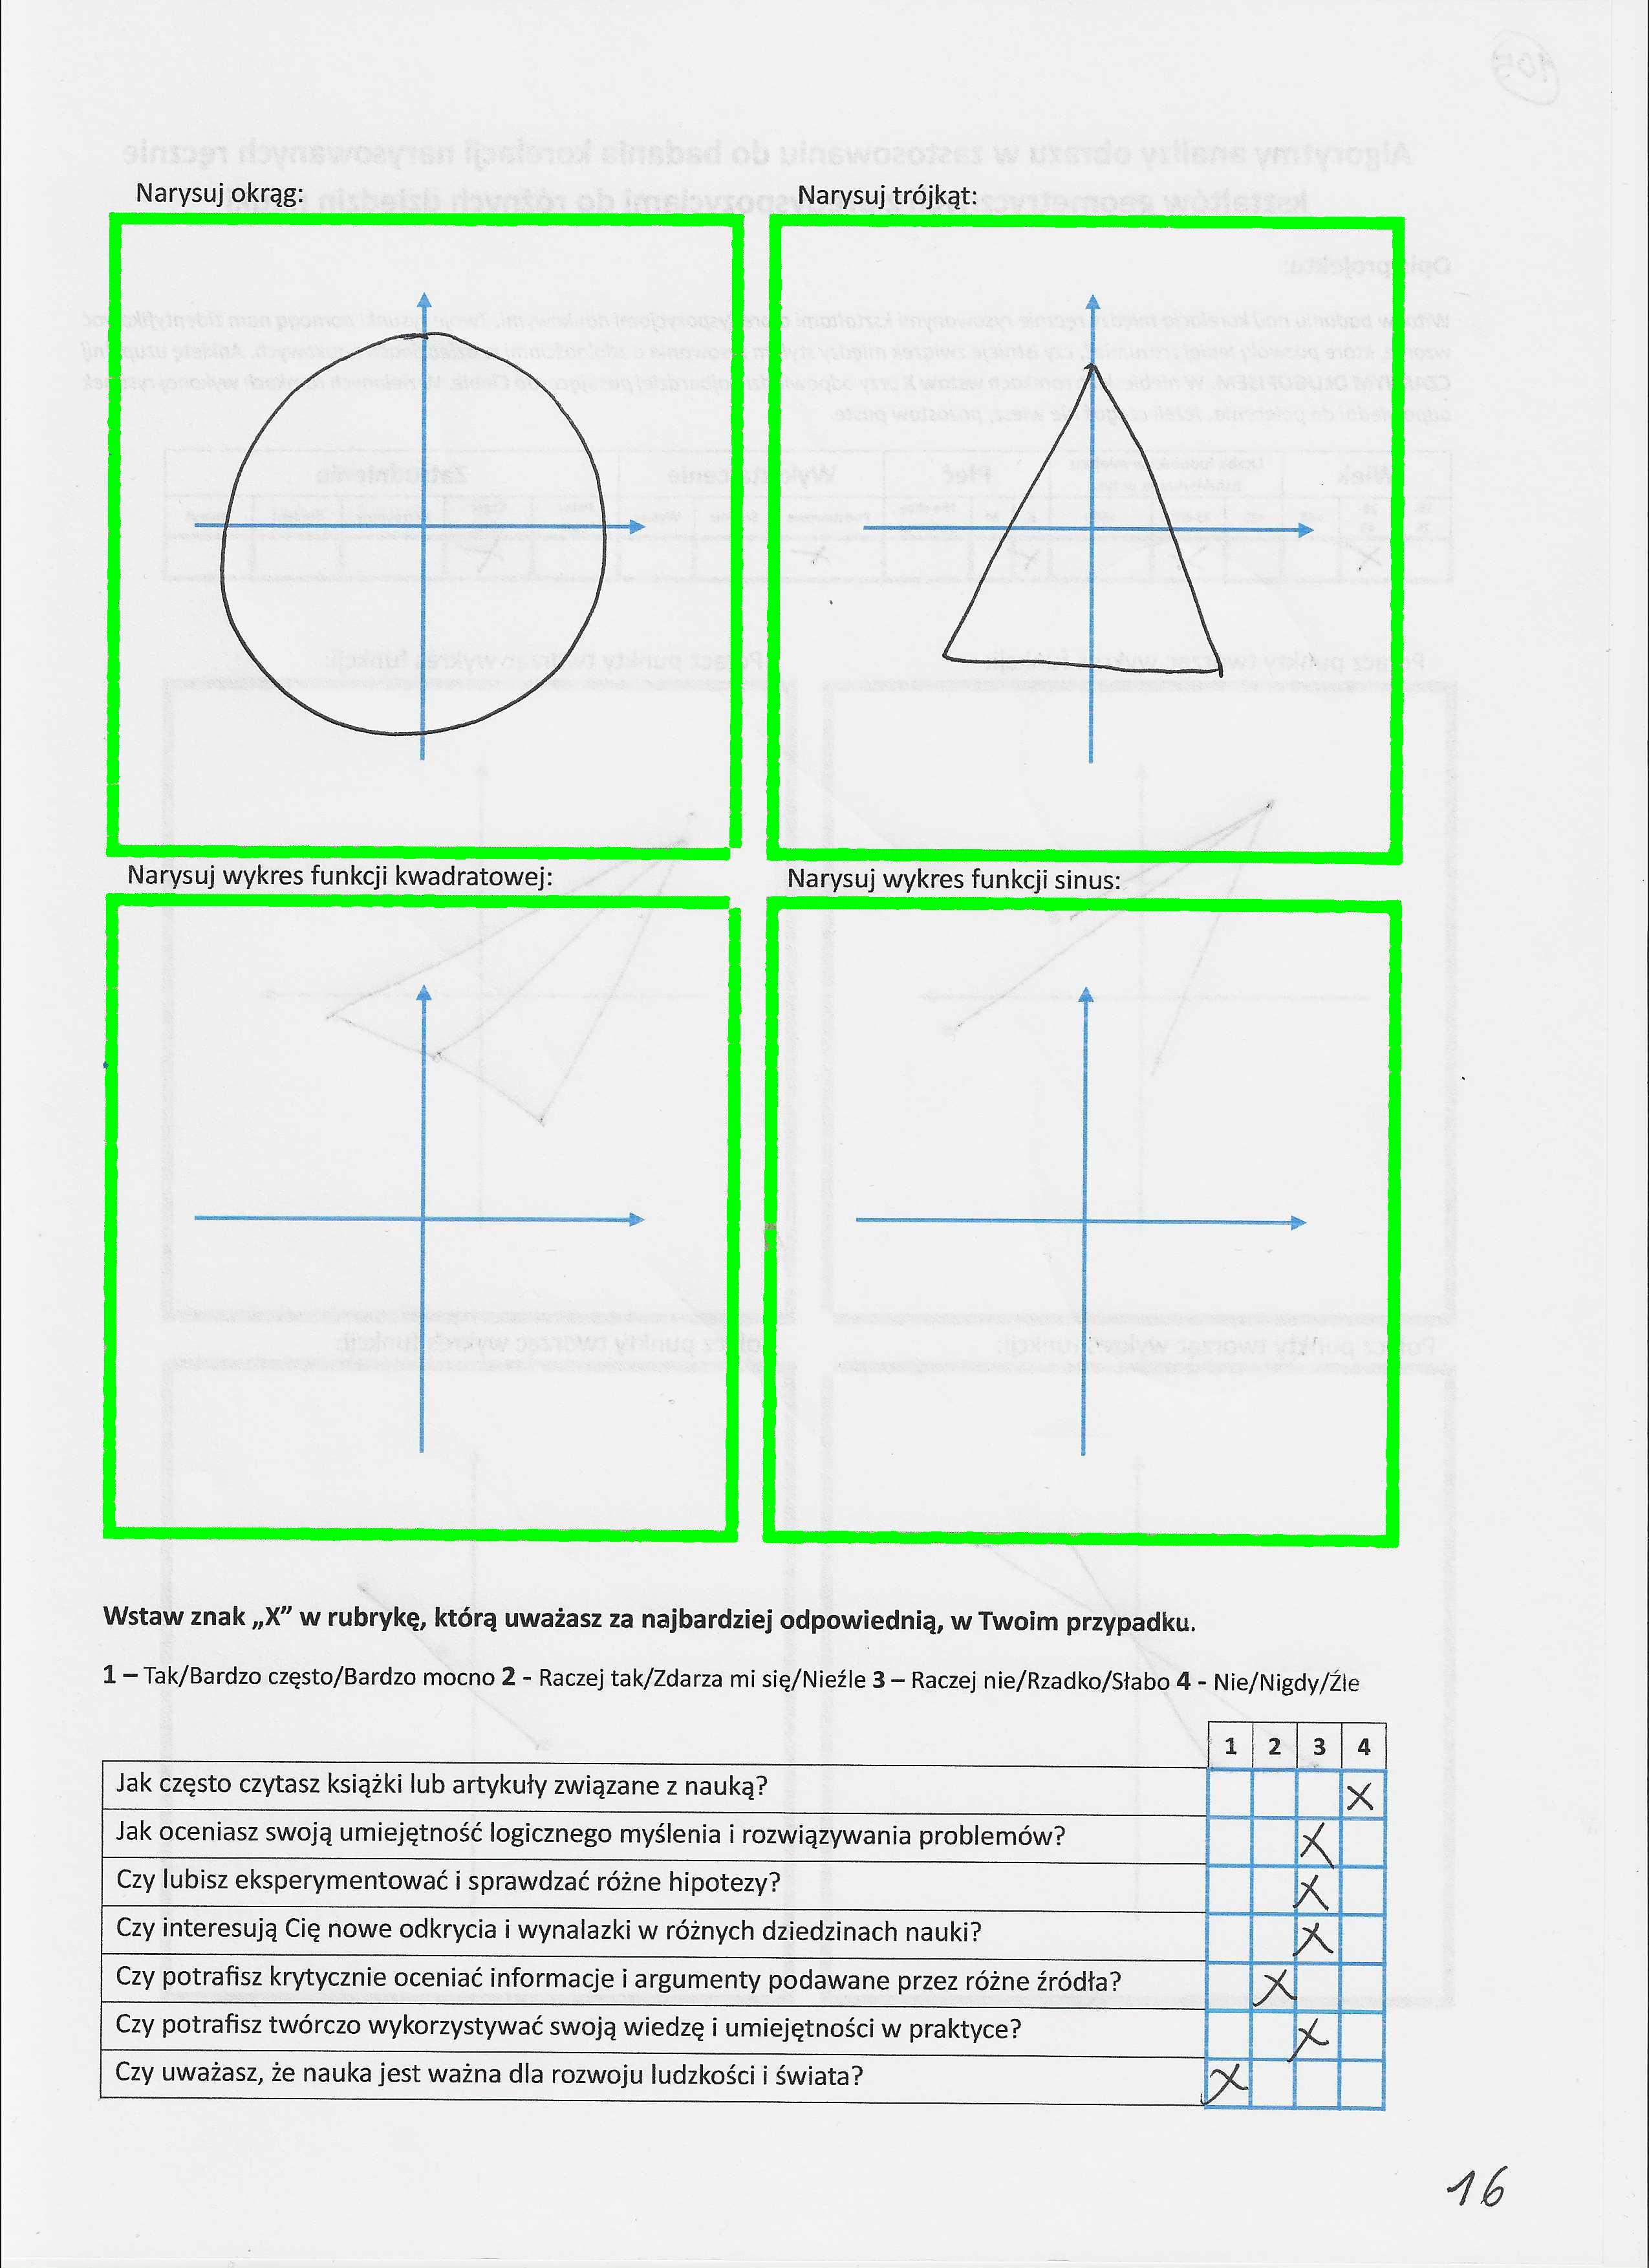 Narysuj okrąg:
Narysuj trójkąt:
Narysuj wykres funkcji kwadratowej:
Narysuj wykres funkcji sinus:
Wstaw znak „X” w rubrykę, którą uważasz za najbardziej odpowiednią, w Twoim przypadku.
1 – Tak/Bardzo często/Bardzo mocno 2 - Raczej tak/Zdarza mi się/Nieźle 3 – Raczej nie/Rzadko/Słabo 4 - Nie/Nigdy/Źle
1 2 3 4
Jak często czytasz książki lub artykuły związane z nauką? X
Jak oceniasz swoją umiejętność logicznego myślenia i rozwiązywania problemów? X
Czy lubisz eksperymentować i sprawdzać różne hipotezy? X
Czy interesują Cię nowe odkrycia i wynalazki w różnych dziedzinach nauki? X
Czy potrafisz krytycznie oceniać informacje i argumenty podawane przez różne źródła? X
Czy potrafisz twórczo wykorzystywać swoją wiedzę i umiejętności w praktyce? X
Czy uważasz, że nauka jest ważna dla rozwoju ludzkości i świata? X
16